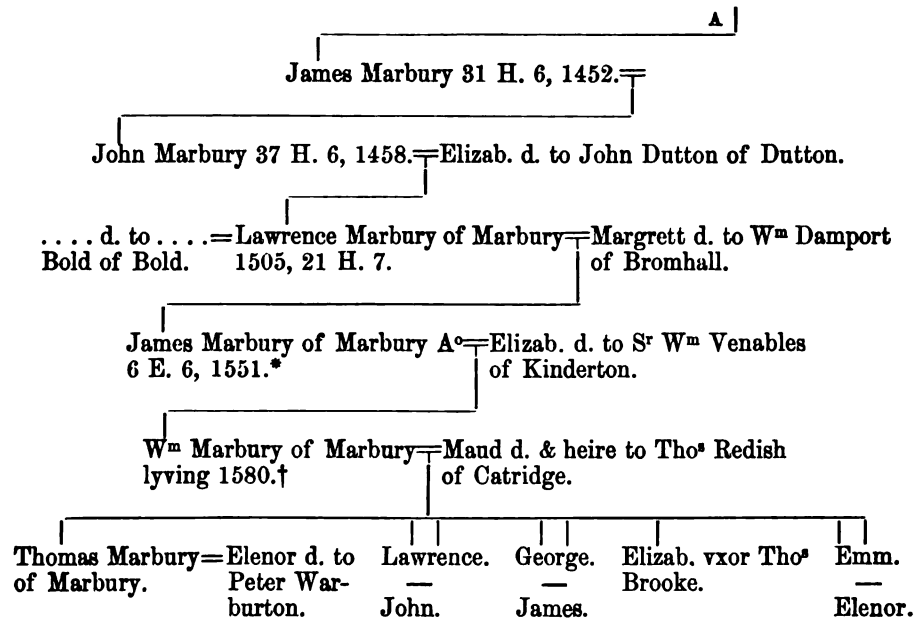 A
James Marbury 31 H. 6, 1452.=
John Marbury 37 H. 6, 1458.=Elizab. d. to John Dutton of Dutton.
. . . . d. to . . . .=Lawrence Marbury of Marbury=Margrett d. to Wᵐ Damport
Bold of Bold. 1505, 21 H. 7. of Bromhall.
James Marbury of Marbury Aᵒ=Elizab. d. to Sʳ Wᵐ Venables
6 E. 6, 1551.* of Kinderton.
Wᵐ Marbury of Marbury=Maud d. & heire to Thoˢ Redish
lyving 1580.† of Catridge.
Thomas Marbury=Elenor d. to Lawrence. George. Elizab. vxor Thoˢ Emm.
of Marbury. Peter War- — — Brooke. —
burton. John. James. Elenor.